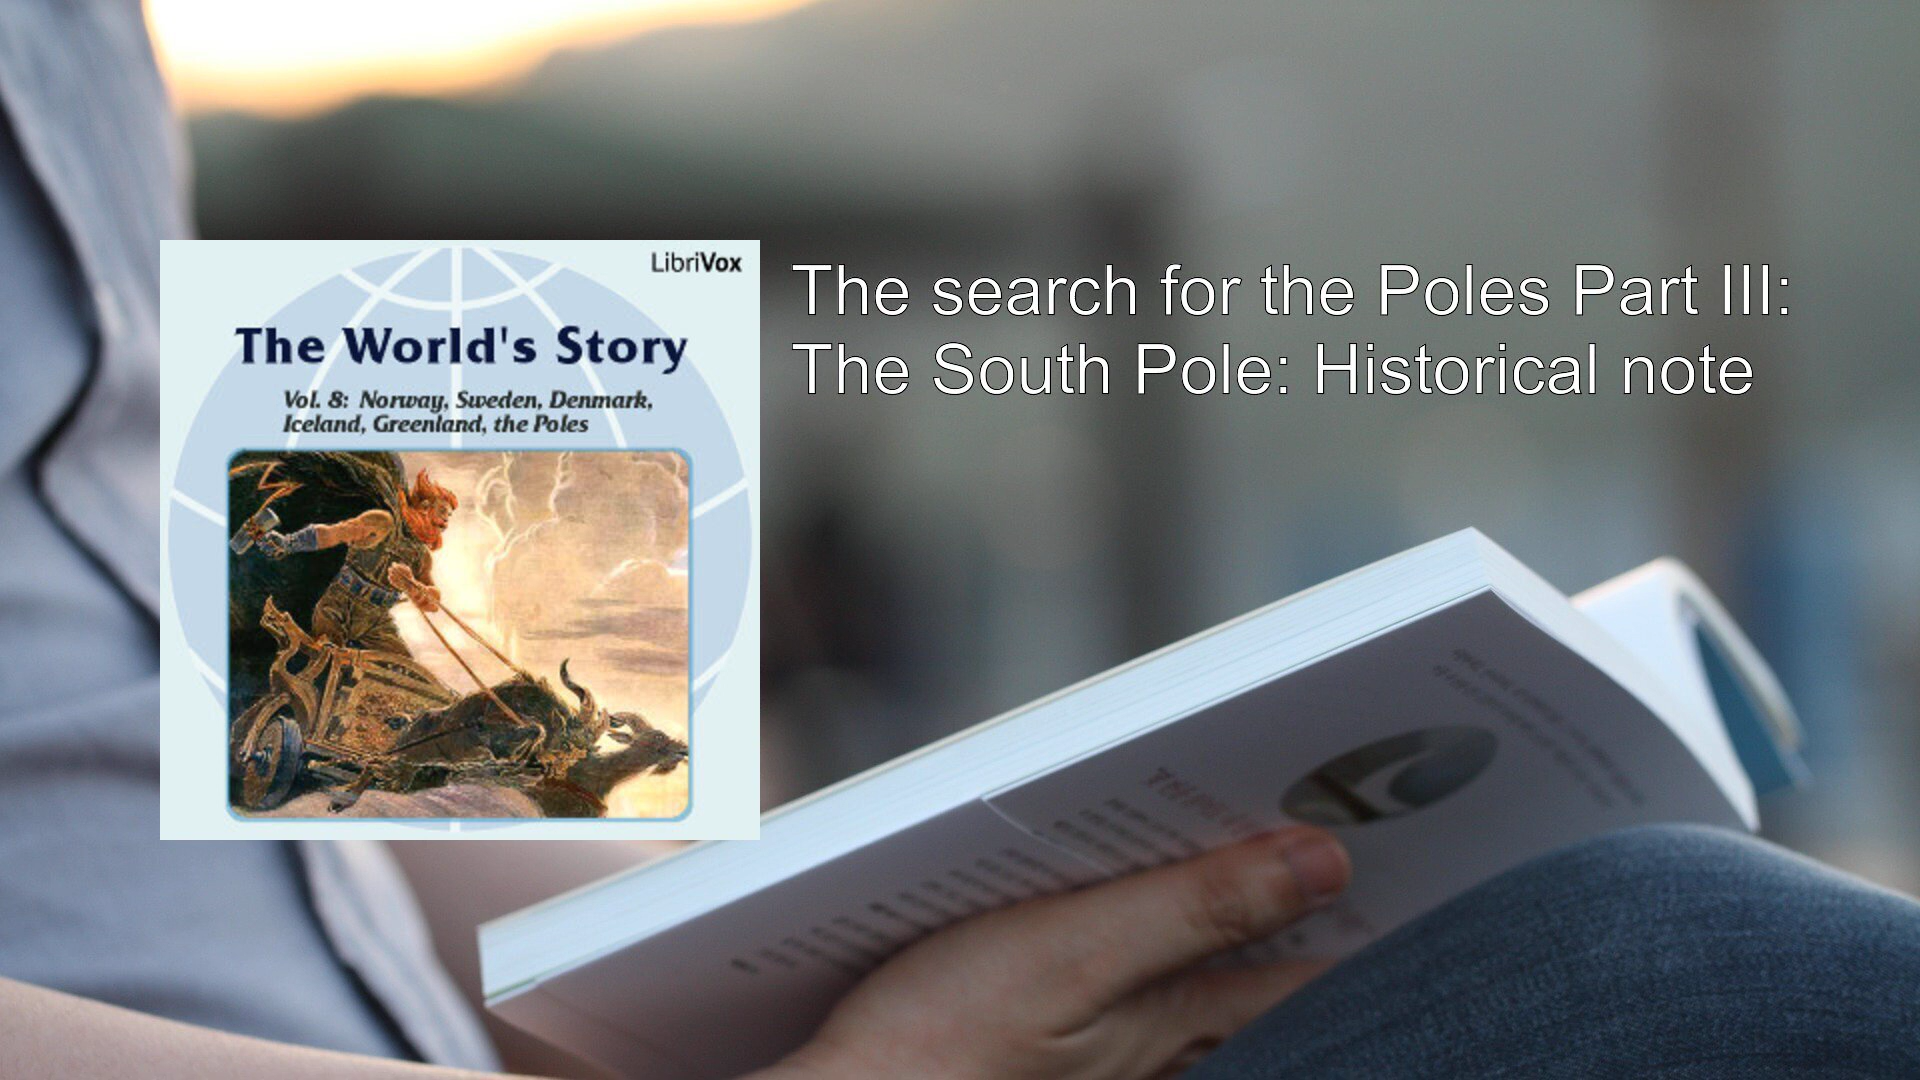 LibriVox
The World's Story
Vol. 8: Norway, Sweden, Denmark,
Iceland, Greenland, the Poles
The search for the Poles Part III:
The South Pole: Historical note